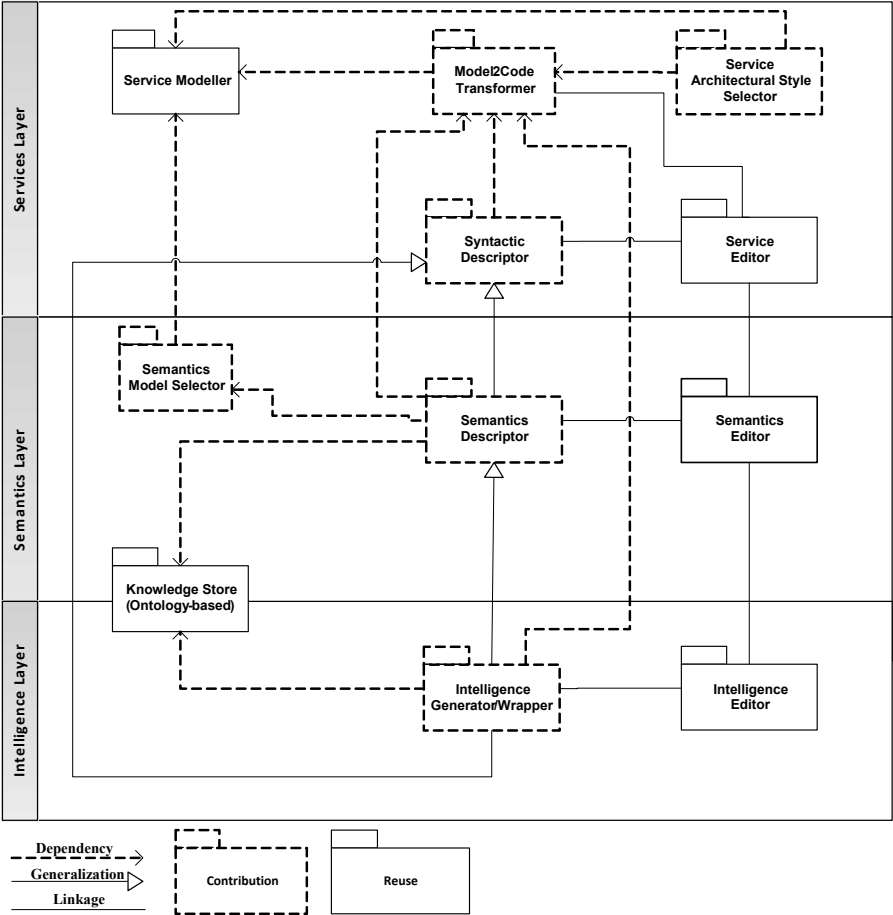 Services Layer
Service Modeller
Model2Code
Transformer
Service
Architectural Style
Selector
Syntactic
Descriptor
Service
Editor
Semantics Layer
Semantics
Model Selector
Semantics
Descriptor
Semantics
Editor
Knowledge Store
(Ontology-based)
Intelligence Layer
Intelligence
Generator/Wrapper
Intelligence
Editor
Dependency
Generalization
Linkage
Contribution
Reuse